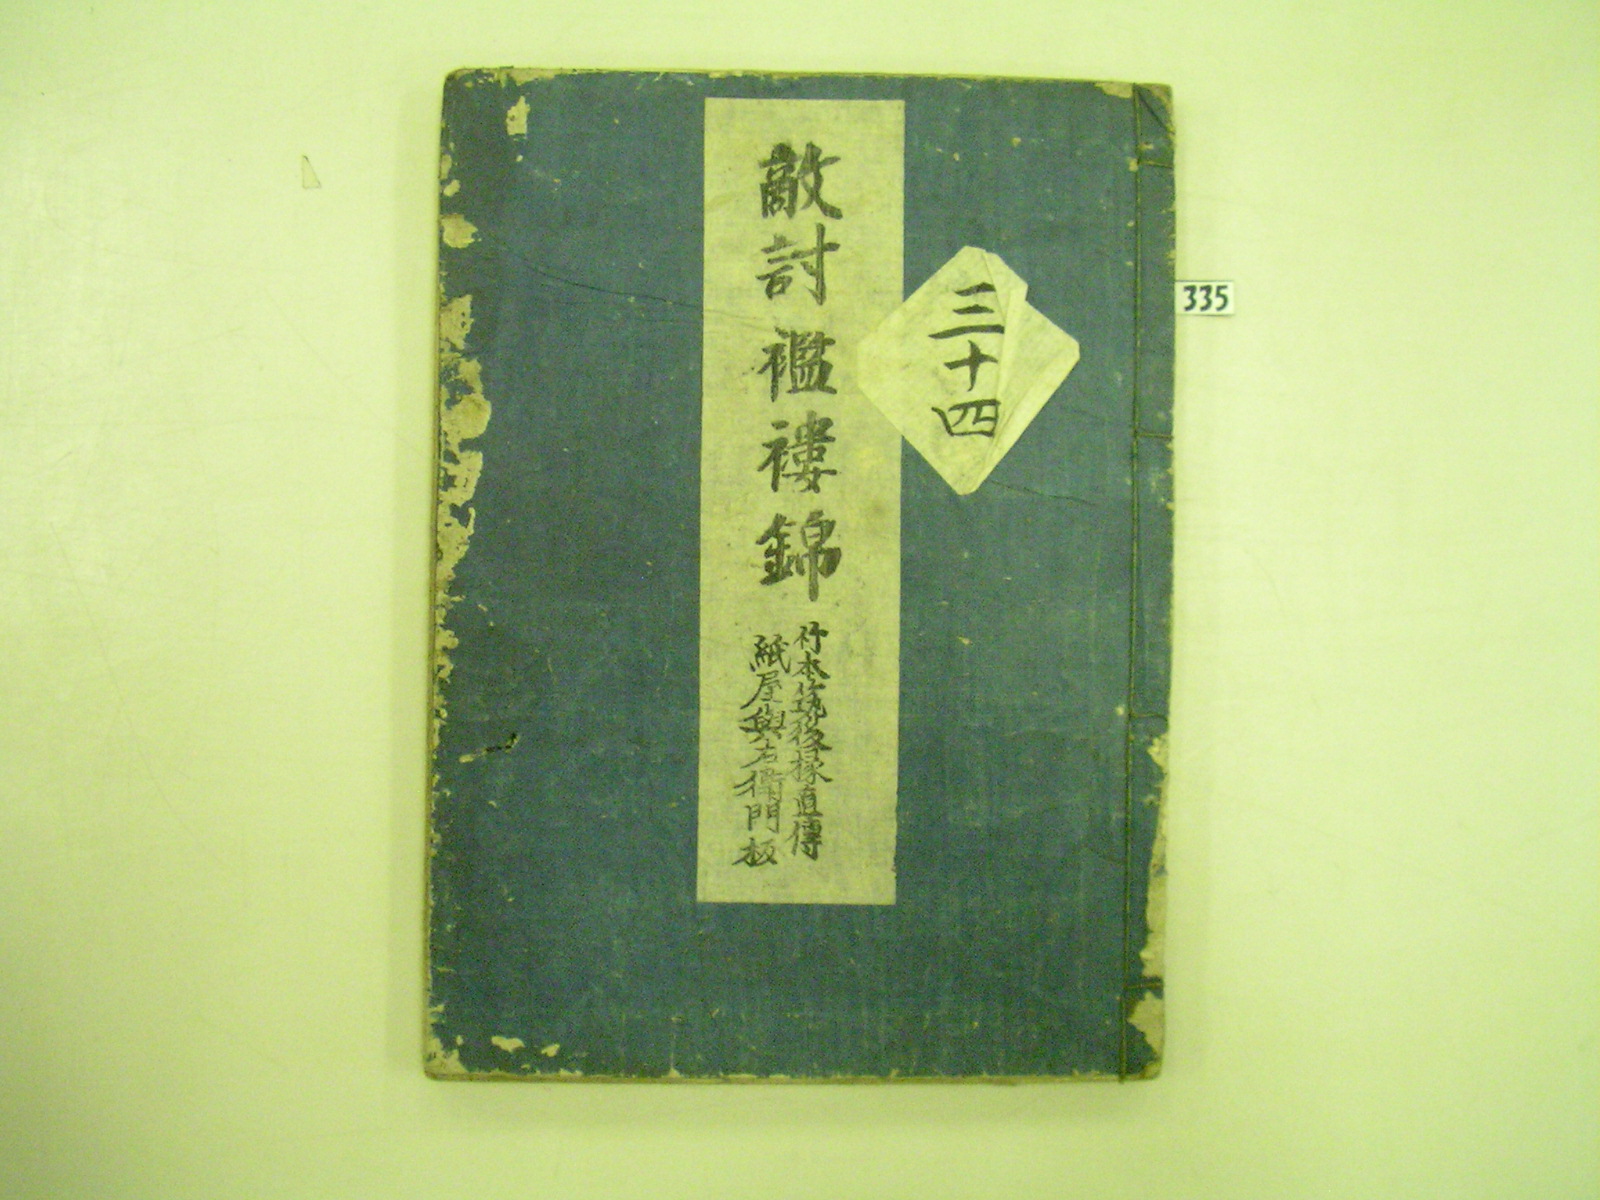 敵討襤褸錦
竹本筑後掾直傳
紙屋與右衛門板
三十四
335